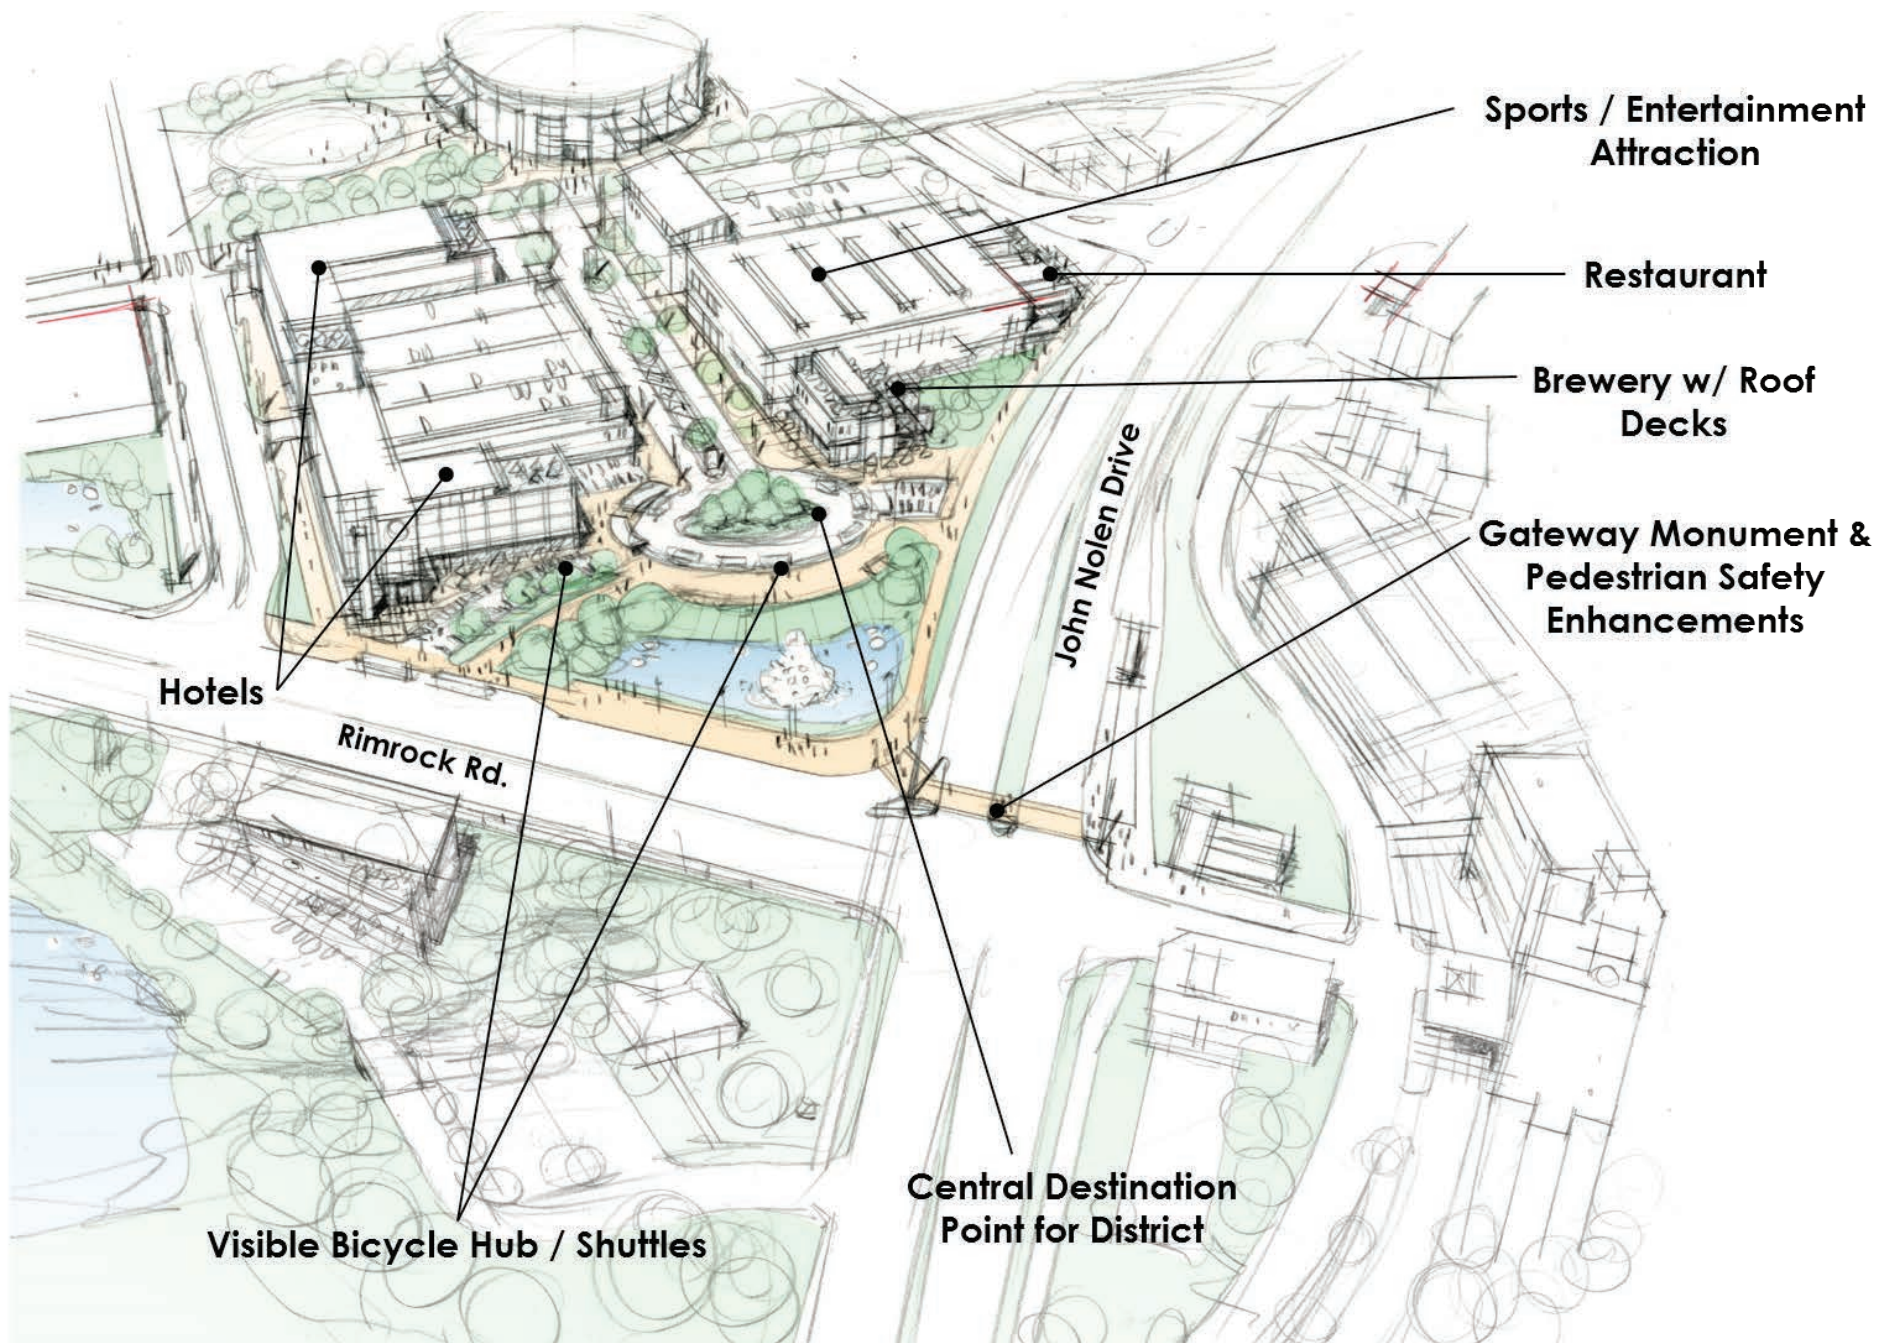 Sports / Entertainment
Attraction
Restaurant
Brewery w/ Roof
Decks
John Nolen Drive
Gateway Monument &
Pedestrian Safety
Enhancements
Hotels
Rimrock Rd.
Central Destination
Point for District
Visible Bicycle Hub / Shuttles